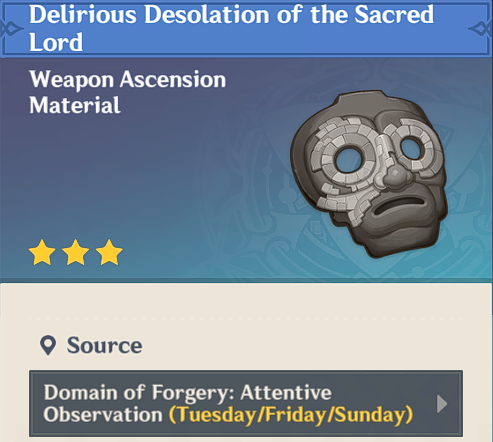 Delirious Desolation of the Sacred
Lord
Weapon Ascension
Material
Source
Domain of Forgery: Attentive
Observation (Tuesday/Friday/Sunday)